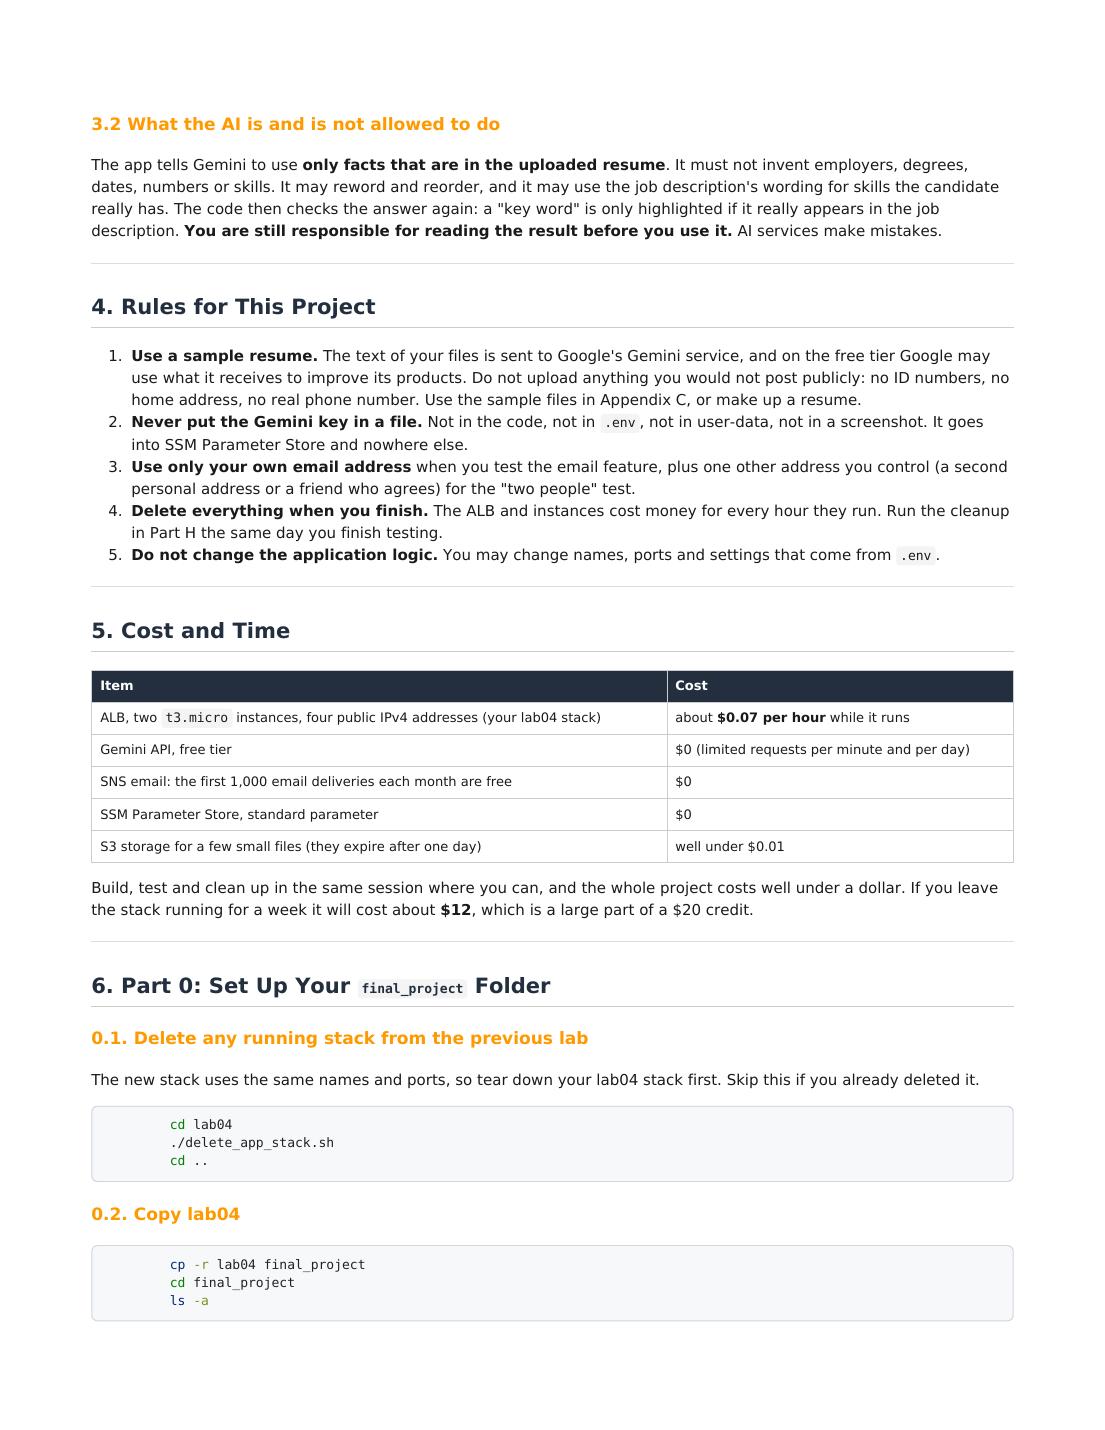 3.2 What the AI is and is not allowed to do
The app tells Gemini to use only facts that are in the uploaded resume. It must not invent employers, degrees,
dates, numbers or skills. It may reword and reorder, and it may use the job description's wording for skills the candidate
really has. The code then checks the answer again: a "key word" is only highlighted if it really appears in the job
description. You are still responsible for reading the result before you use it. AI services make mistakes.
4. Rules for This Project
1. Use a sample resume. The text of your files is sent to Google's Gemini service, and on the free tier Google may
use what it receives to improve its products. Do not upload anything you would not post publicly: no ID numbers, no
home address, no real phone number. Use the sample files in Appendix C, or make up a resume.
2. Never put the Gemini key in a file. Not in the code, not in .env, not in user-data, not in a screenshot. It goes
into SSM Parameter Store and nowhere else.
3. Use only your own email address when you test the email feature, plus one other address you control (a second
personal address or a friend who agrees) for the "two people" test.
4. Delete everything when you finish. The ALB and instances cost money for every hour they run. Run the cleanup
in Part H the same day you finish testing.
5. Do not change the application logic. You may change names, ports and settings that come from .env.
5. Cost and Time
Item Cost
ALB, two t3.micro instances, four public IPv4 addresses (your lab04 stack) about $0.07 per hour while it runs
Gemini API, free tier $0 (limited requests per minute and per day)
SNS email: the first 1,000 email deliveries each month are free $0
SSM Parameter Store, standard parameter $0
S3 storage for a few small files (they expire after one day) well under $0.01
Build, test and clean up in the same session where you can, and the whole project costs well under a dollar. If you leave
the stack running for a week it will cost about $12, which is a large part of a $20 credit.
6. Part 0: Set Up Your final_project Folder
0.1. Delete any running stack from the previous lab
The new stack uses the same names and ports, so tear down your lab04 stack first. Skip this if you already deleted it.
cd lab04
./delete_app_stack.sh
cd ..
0.2. Copy lab04
cp -r lab04 final_project
cd final_project
ls -a